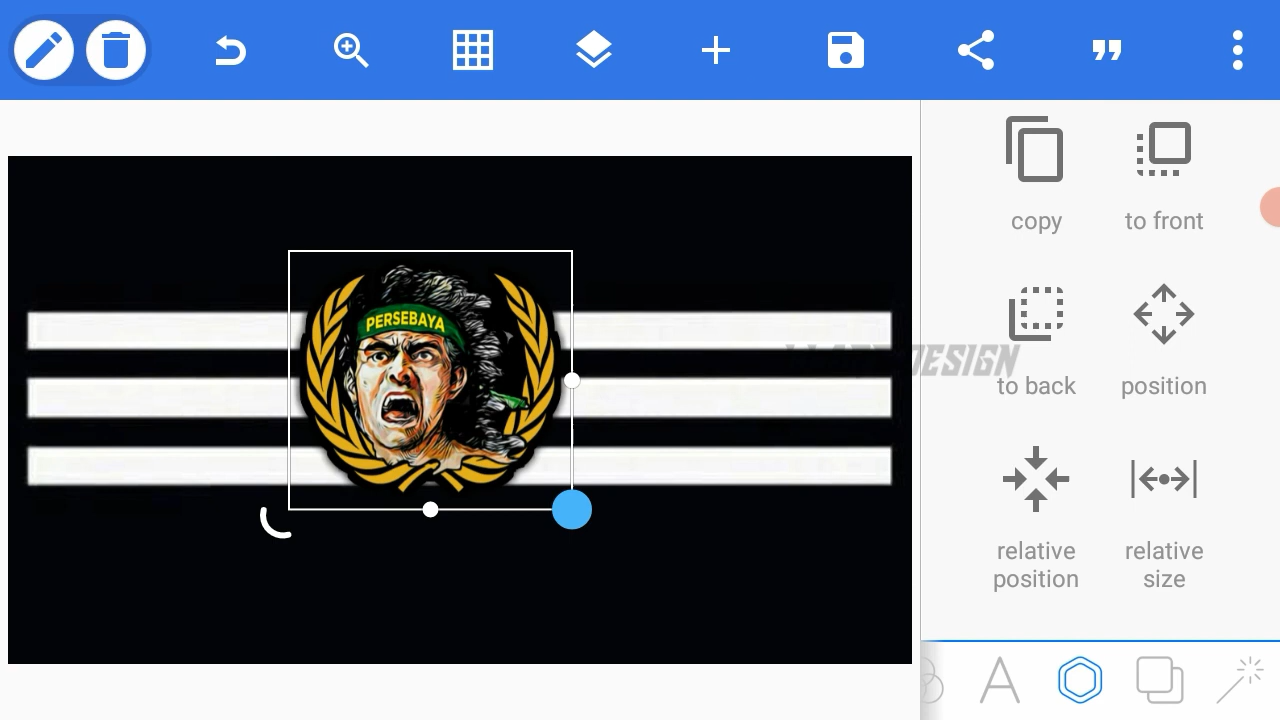 copy
to front
PERSEBAYA
DESIGN
to back
position
relative
position
relative
size